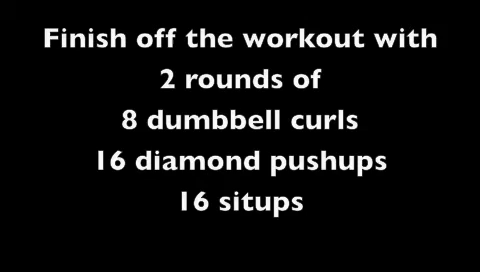 Finish off the workout with
2 rounds of
8 dumbbell curls
16 diamond pushups
16 situps